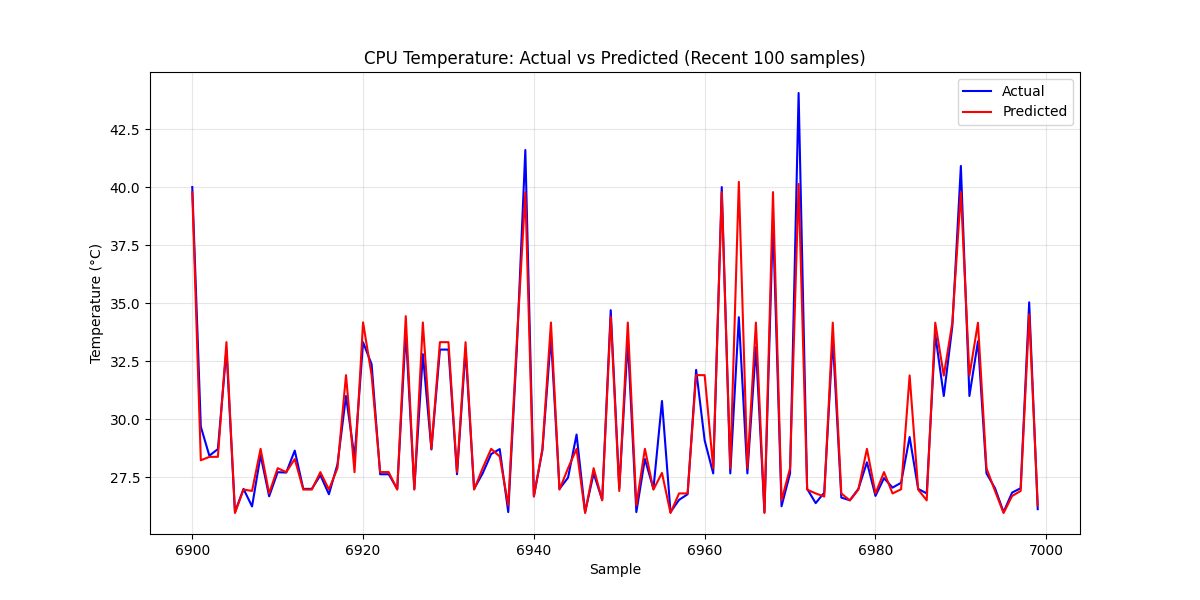 CPU Temperature: Actual vs Predicted (Recent 100 samples)
Actual
Predicted
Temperature (°C)
42.5
40.0
37.5
35.0
32.5
30.0
27.5
6900
6920
6940
6960
6980
7000
Sample